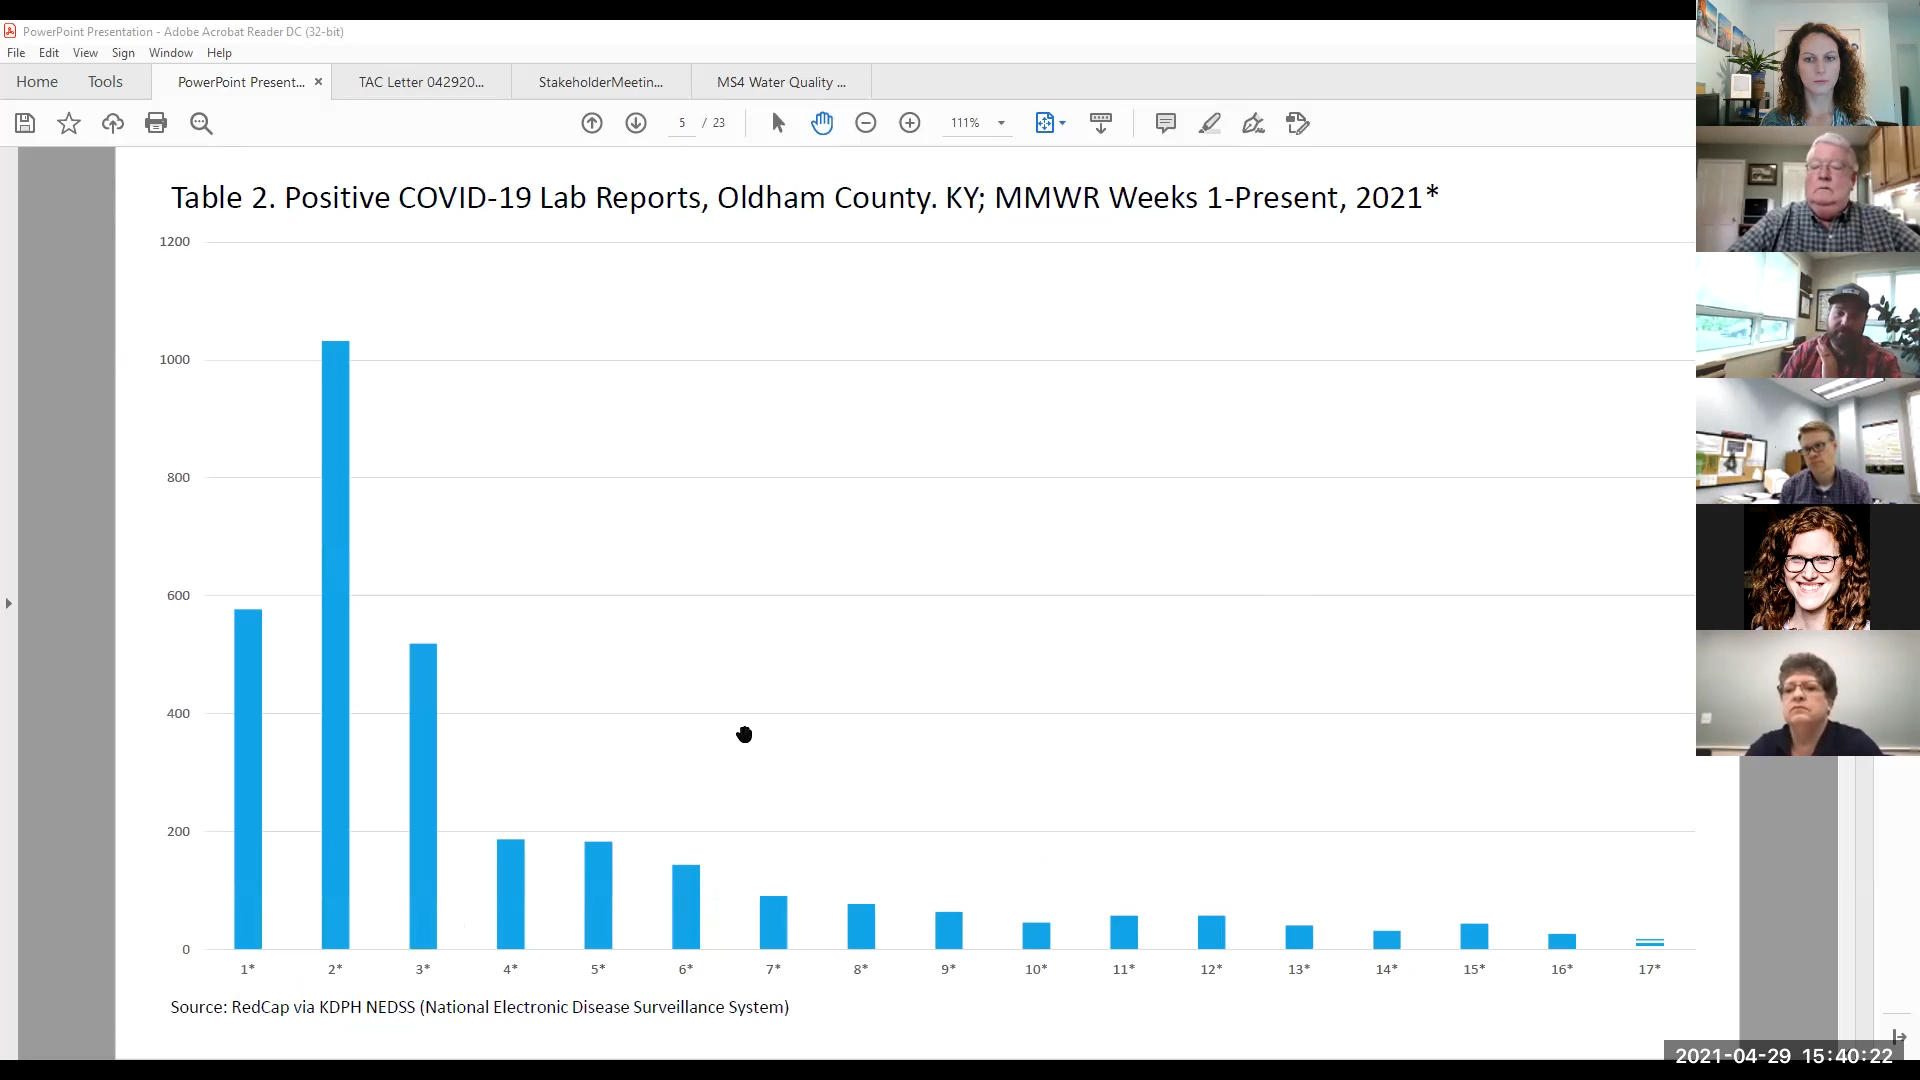 PowerPoint Presentation - Adobe Acrobat Reader DC (32-bit)
File Edit View Sign Window Help
Home Tools PowerPoint Present... × TAC Letter 042920... StakeholderMeetin... MS4 Water Quality ...
5 / 23 111%
Table 2. Positive COVID-19 Lab Reports, Oldham County. KY; MMWR Weeks 1-Present, 2021*
1200
1000
800
600
400
200
0
1* 2* 3* 4* 5* 6* 7* 8* 9* 10* 11* 12* 13* 14* 15* 16* 17*
Source: RedCap via KDPH NEDSS (National Electronic Disease Surveillance System)
2021-04-29 15:40:22